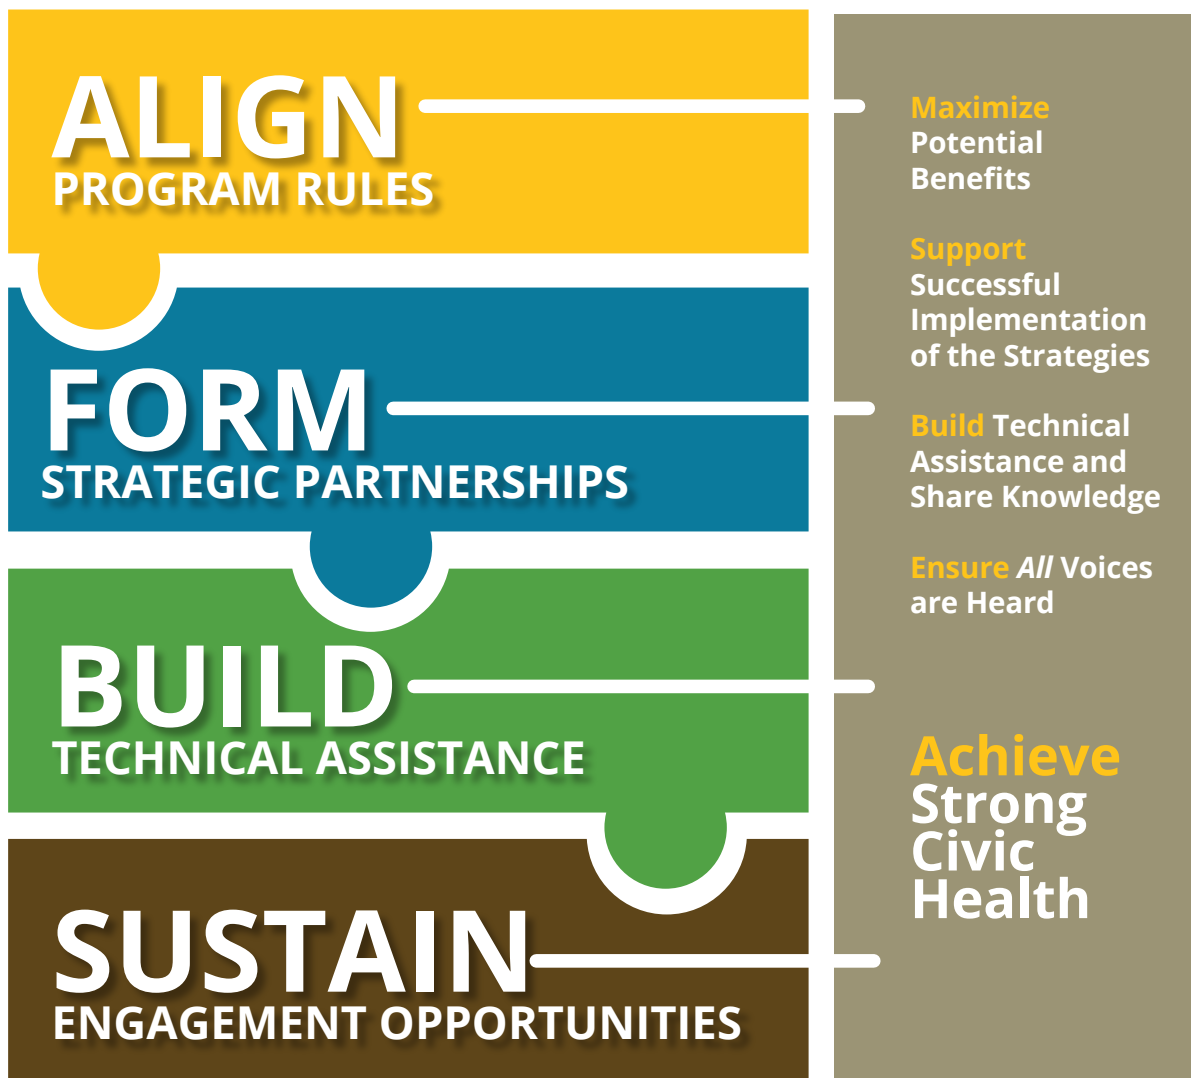 ALIGN
PROGRAM RULES
FORM
STRATEGIC PARTNERSHIPS
BUILD
TECHNICAL ASSISTANCE
SUSTAIN
ENGAGEMENT OPPORTUNITIES
Maximize
Potential
Benefits
Support
Successful
Implementation
of the Strategies
Build Technical
Assistance and
Share Knowledge
Ensure All Voices
are Heard
Achieve
Strong
Civic
Health